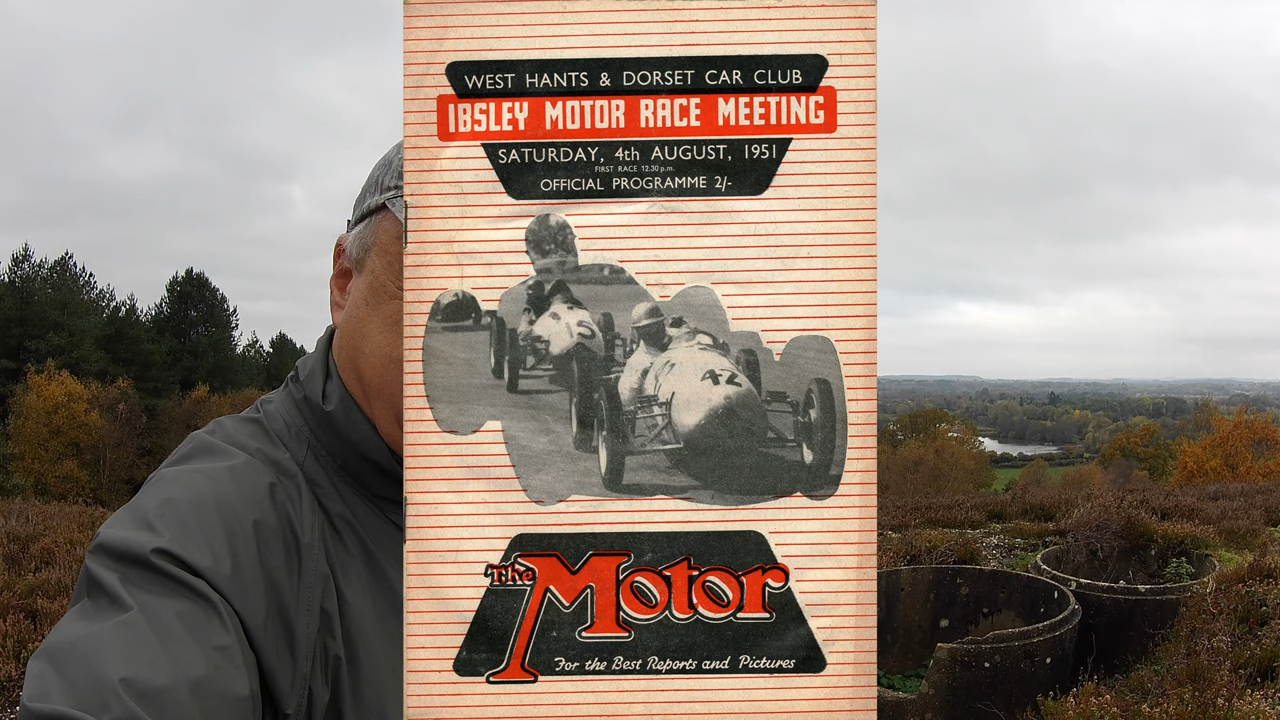 WEST HANTS & DORSET CAR CLUB
IBSLEY MOTOR RACE MEETING
SATURDAY, 4th AUGUST, 1951
FIRST RACE 12.30 p.m.
OFFICIAL PROGRAMME 2/-
15
42
The Motor
For the Best Reports and Pictures